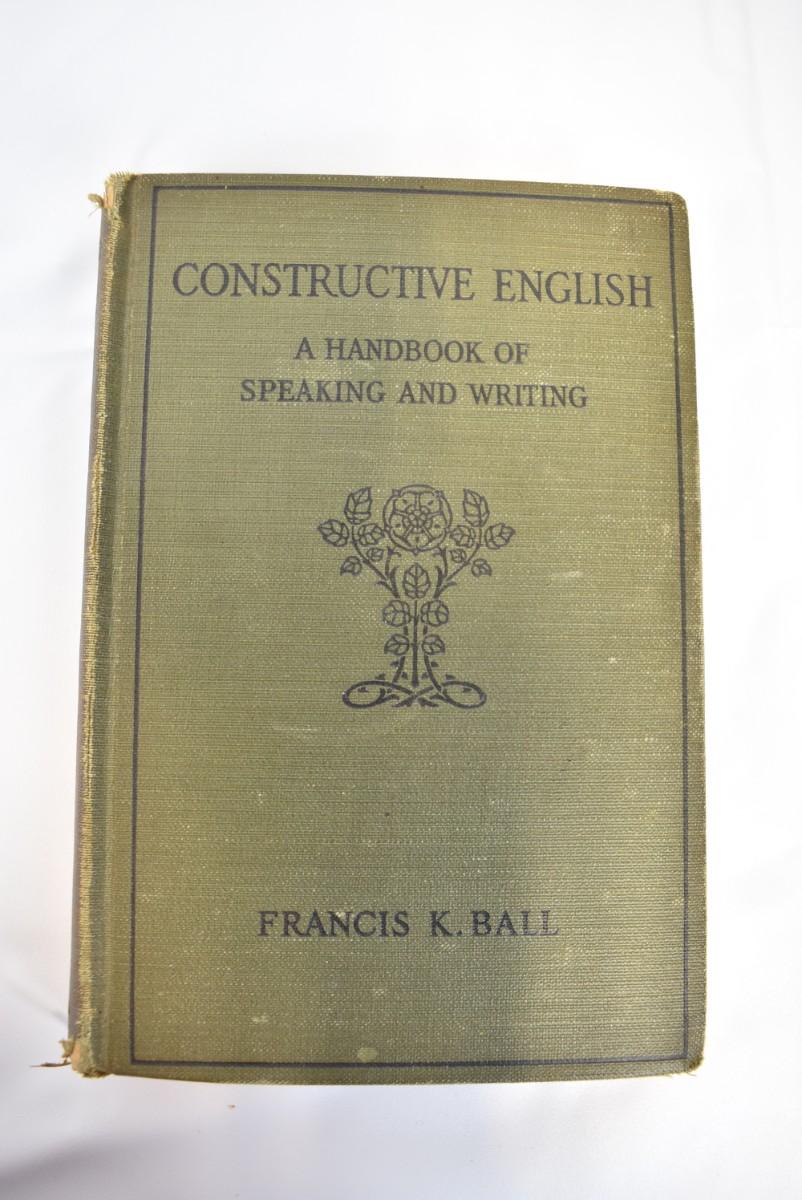 CONSTRUCTIVE ENGLISH
A HANDBOOK OF
SPEAKING AND WRITING
FRANCIS K. BALL